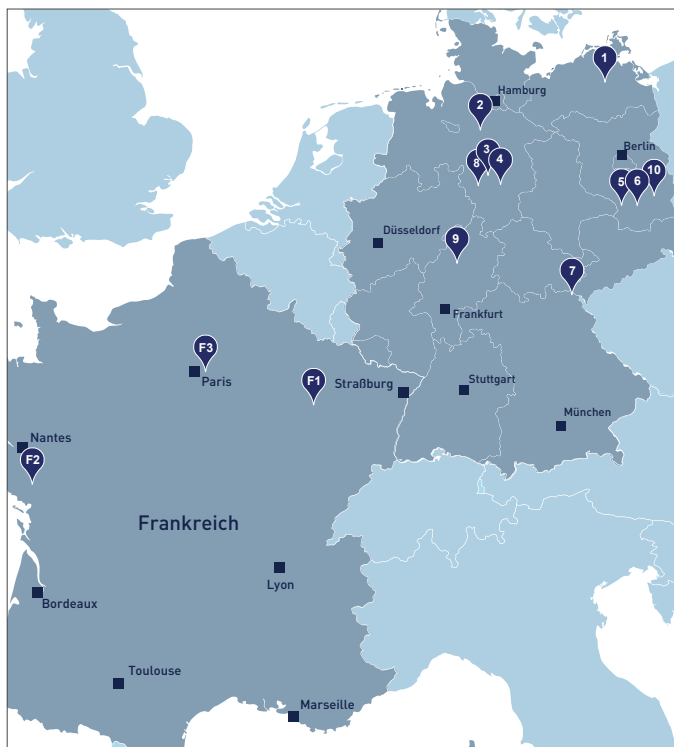 1
Hamburg
2
3
8
4
Berlin
5
6
10
Düsseldorf
9
7
Frankfurt
F3
Paris
F1
Straßburg
Stuttgart
München
Nantes
F2
Frankreich
Lyon
Bordeaux
Toulouse
Marseille